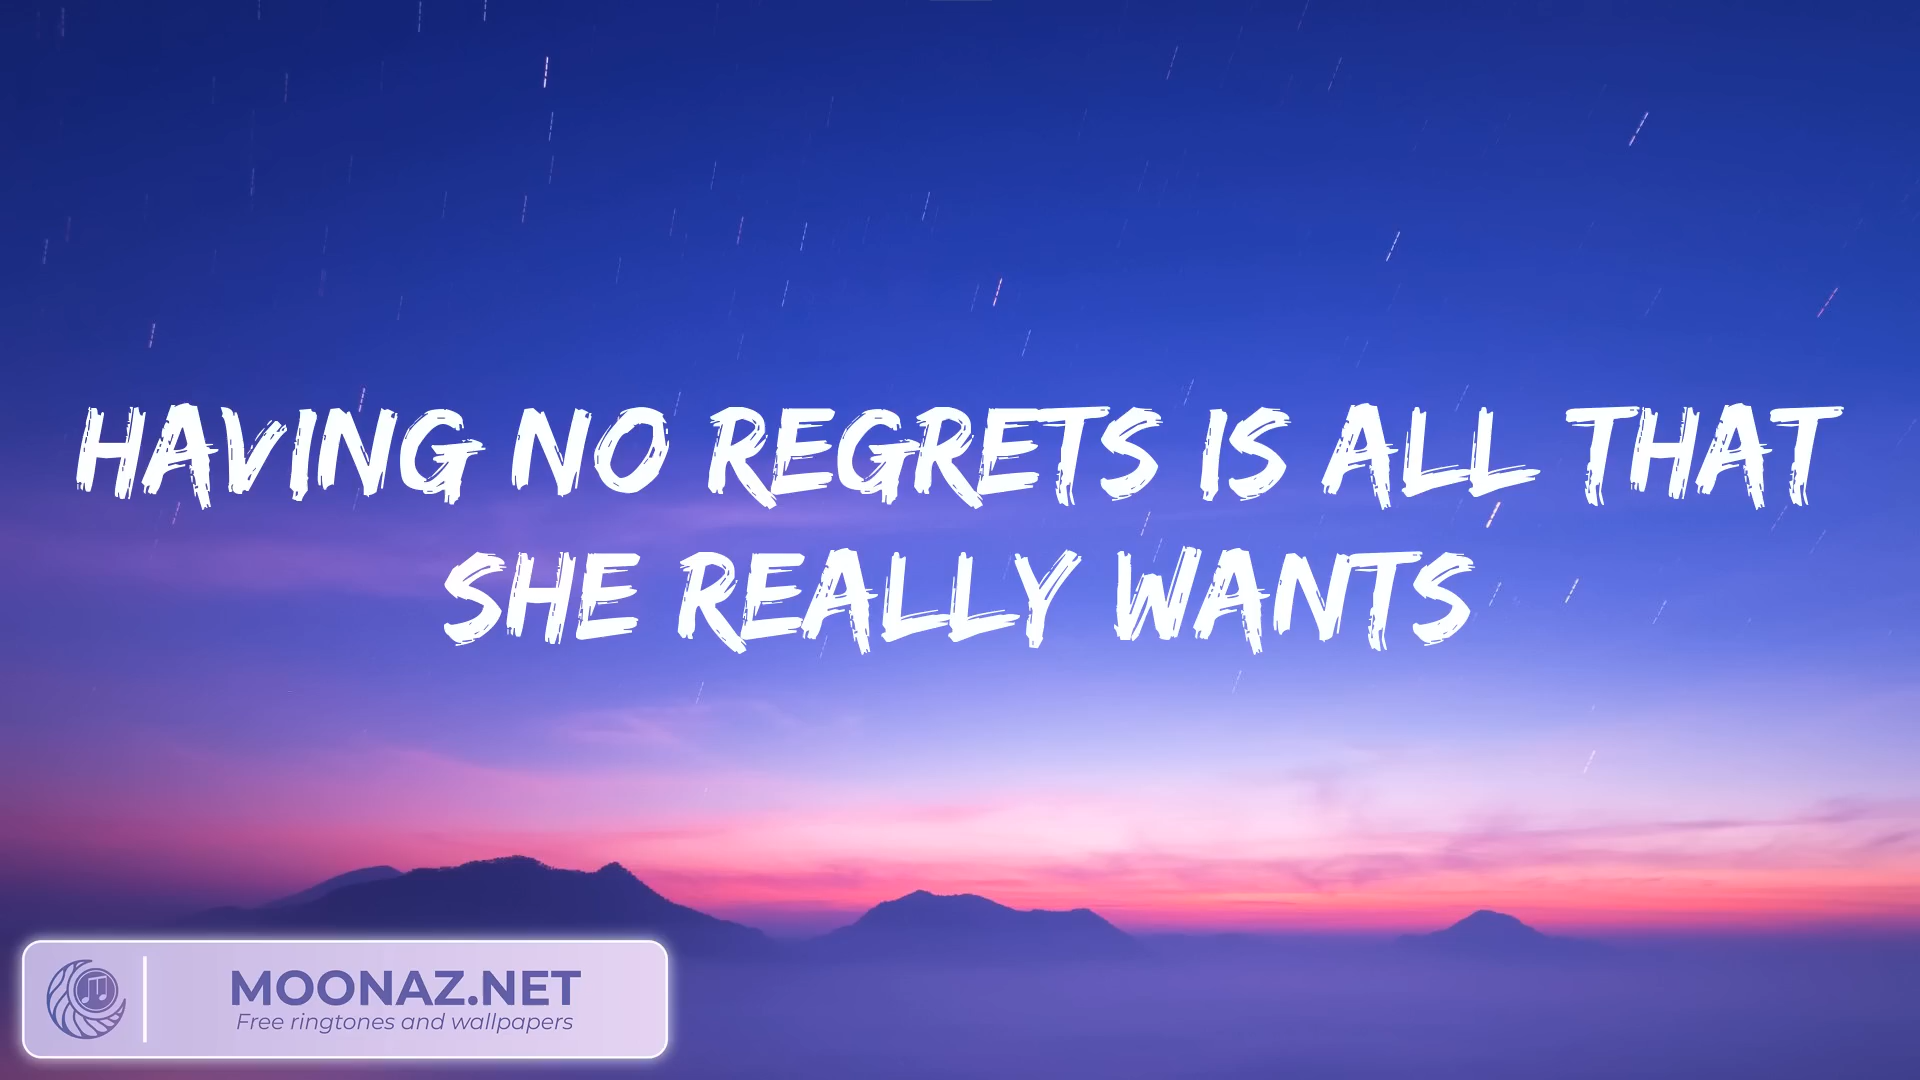 HAVING NO REGRETS IS ALL THAT
SHE REALLY WANTS
MOONAZ.NET
Free ringtones and wallpapers